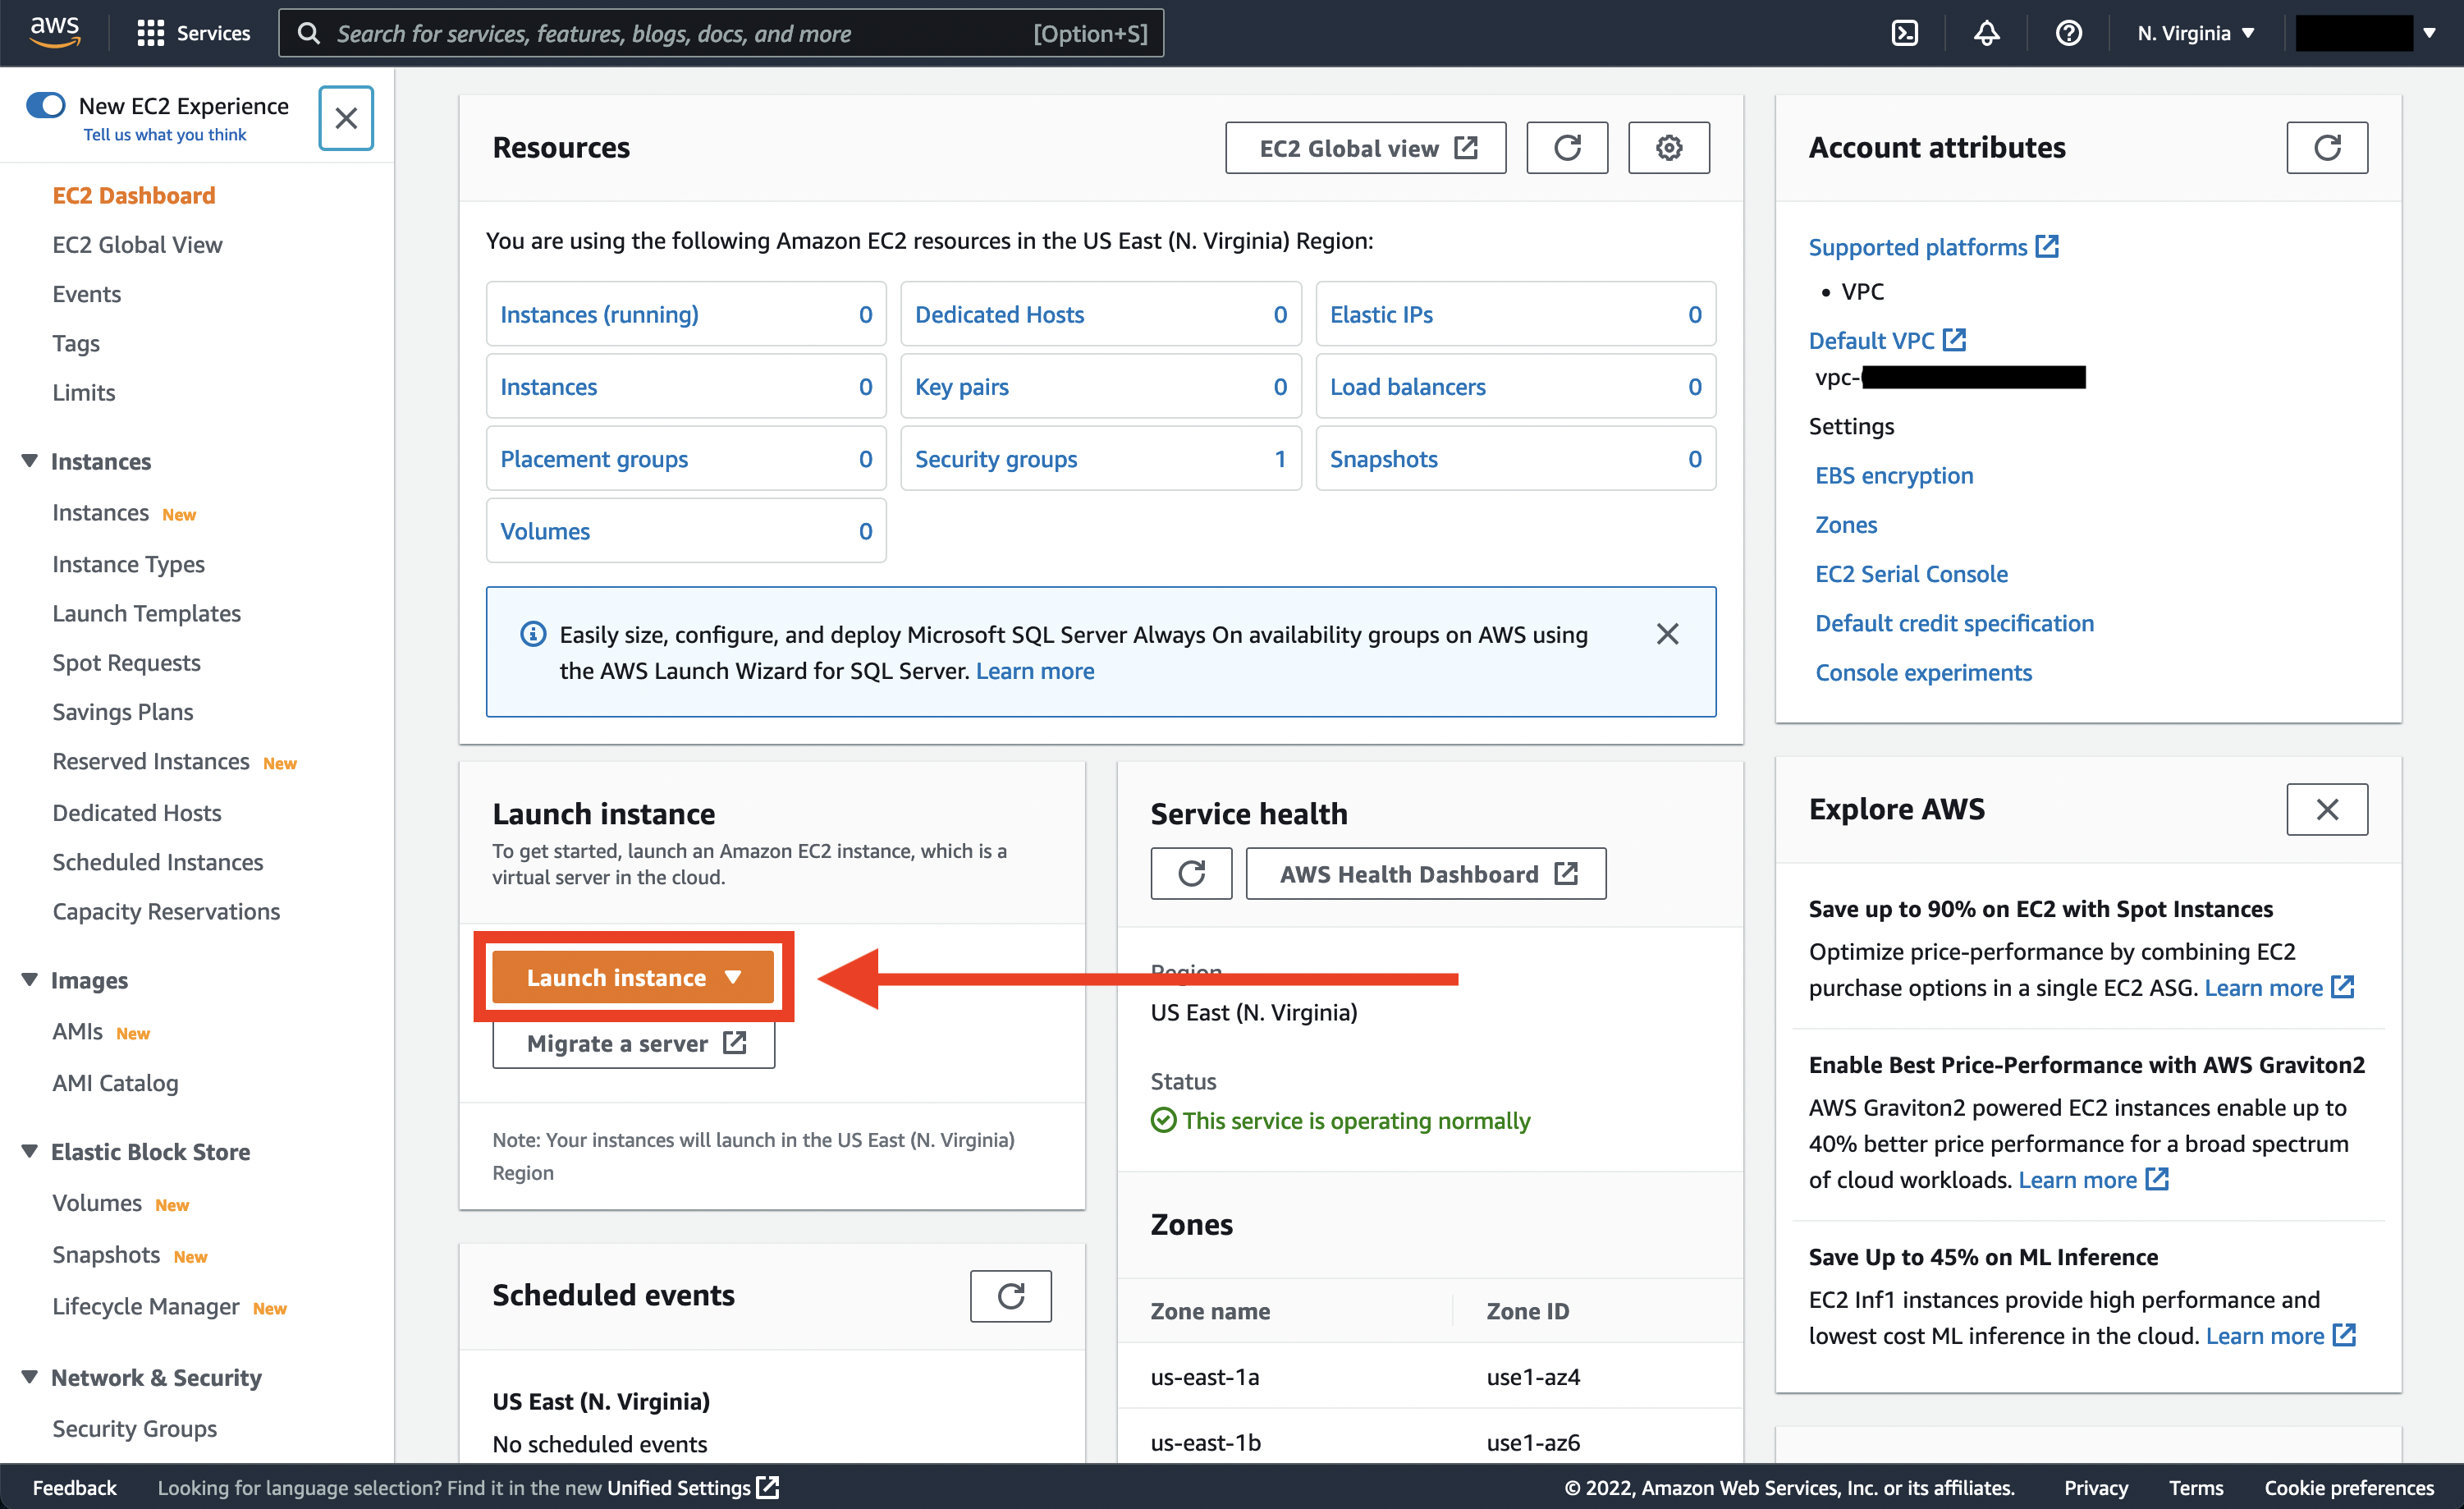 aws
Services
Search for services, features, blogs, docs, and more
[Option+S]
N. Virginia
New EC2 Experience
Tell us what you think
EC2 Dashboard
EC2 Global View
Events
Tags
Limits
Instances
Instances New
Instance Types
Launch Templates
Spot Requests
Savings Plans
Reserved Instances New
Dedicated Hosts
Scheduled Instances
Capacity Reservations
Images
AMIs New
AMI Catalog
Elastic Block Store
Volumes New
Snapshots New
Lifecycle Manager New
Network & Security
Security Groups
Resources
EC2 Global view
You are using the following Amazon EC2 resources in the US East (N. Virginia) Region:
Instances (running) 0
Dedicated Hosts 0
Elastic IPs 0
Instances 0
Key pairs 0
Load balancers 0
Placement groups 0
Security groups 1
Snapshots 0
Volumes 0
Easily size, configure, and deploy Microsoft SQL Server Always On availability groups on AWS using
the AWS Launch Wizard for SQL Server. Learn more
Launch instance
To get started, launch an Amazon EC2 instance, which is a
virtual server in the cloud.
Launch instance
Migrate a server
Note: Your instances will launch in the US East (N. Virginia)
Region
Scheduled events
US East (N. Virginia)
No scheduled events
Service health
AWS Health Dashboard
Region
US East (N. Virginia)
Status
This service is operating normally
Zones
Zone name Zone ID
us-east-1a use1-az4
us-east-1b use1-az6
Account attributes
Supported platforms
• VPC
Default VPC
vpc-
Settings
EBS encryption
Zones
EC2 Serial Console
Default credit specification
Console experiments
Explore AWS
Save up to 90% on EC2 with Spot Instances
Optimize price-performance by combining EC2
purchase options in a single EC2 ASG. Learn more
Enable Best Price-Performance with AWS Graviton2
AWS Graviton2 powered EC2 instances enable up to
40% better price performance for a broad spectrum
of cloud workloads. Learn more
Save Up to 45% on ML Inference
EC2 Inf1 instances provide high performance and
lowest cost ML inference in the cloud. Learn more
Feedback
Looking for language selection? Find it in the new Unified Settings
© 2022, Amazon Web Services, Inc. or its affiliates.
Privacy
Terms
Cookie preferences